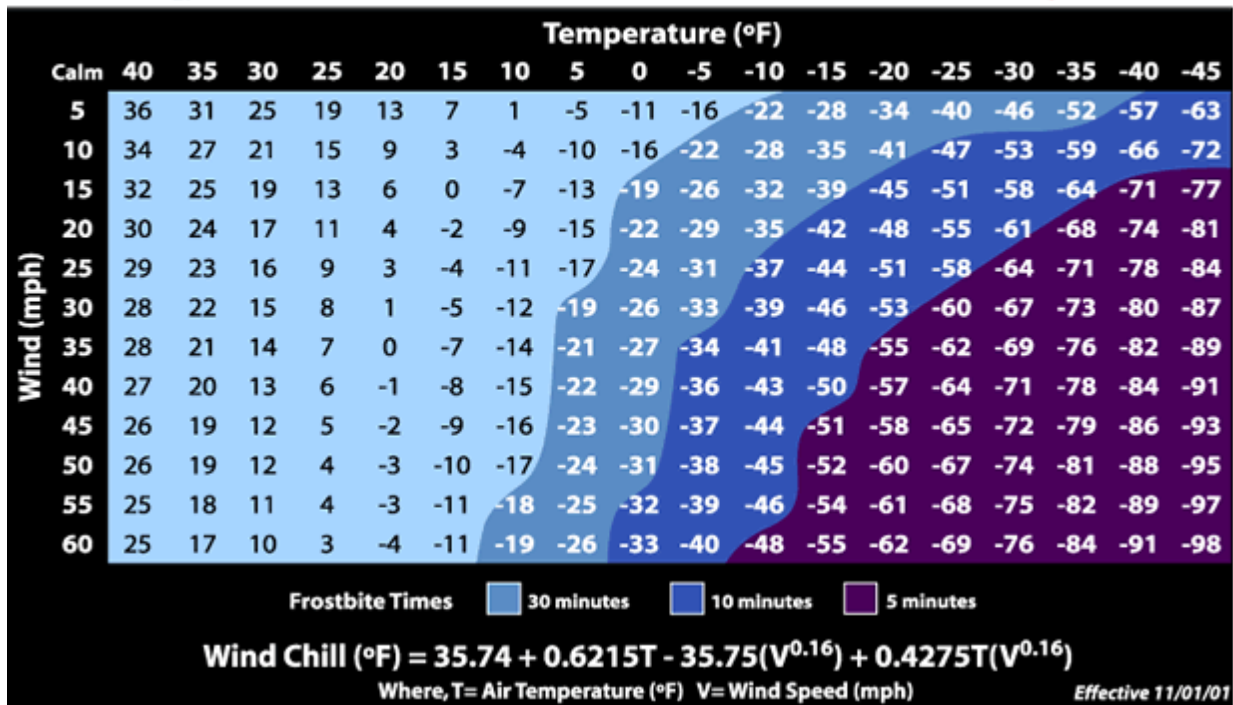 Temperature (ºF)
Calm 40 35 30 25 20 15 10 5 0 -5 -10 -15 -20 -25 -30 -35 -40 -45
5 36 31 25 19 13 7 1 -5 -11 -16 -22 -28 -34 -40 -46 -52 -57 -63
10 34 27 21 15 9 3 -4 -10 -16 -22 -28 -35 -41 -47 -53 -59 -66 -72
15 32 25 19 13 6 0 -7 -13 -19 -26 -32 -39 -45 -51 -58 -64 -71 -77
20 30 24 17 11 4 -2 -9 -15 -22 -29 -35 -42 -48 -55 -61 -68 -74 -81
25 29 23 16 9 3 -4 -11 -17 -24 -31 -37 -44 -51 -58 -64 -71 -78 -84
30 28 22 15 8 1 -5 -12 -19 -26 -33 -39 -46 -53 -60 -67 -73 -80 -87
35 28 21 14 7 0 -7 -14 -21 -27 -34 -41 -48 -55 -62 -69 -76 -82 -89
40 27 20 13 6 -1 -8 -15 -22 -29 -36 -43 -50 -57 -64 -71 -78 -84 -91
45 26 19 12 5 -2 -9 -16 -23 -30 -37 -44 -51 -58 -65 -72 -79 -86 -93
50 26 19 12 4 -3 -10 -17 -24 -31 -38 -45 -52 -60 -67 -74 -81 -88 -95
55 25 18 11 4 -3 -11 -18 -25 -32 -39 -46 -54 -61 -68 -75 -82 -89 -97
60 25 17 10 3 -4 -11 -19 -26 -33 -40 -48 -55 -62 -69 -76 -84 -91 -98
Wind (mph)
Frostbite Times 30 minutes 10 minutes 5 minutes
Wind Chill (ºF) = 35.74 + 0.6215T - 35.75(V^0.16) + 0.4275T(V^0.16)
Where, T= Air Temperature (ºF) V= Wind Speed (mph) Effective 11/01/01